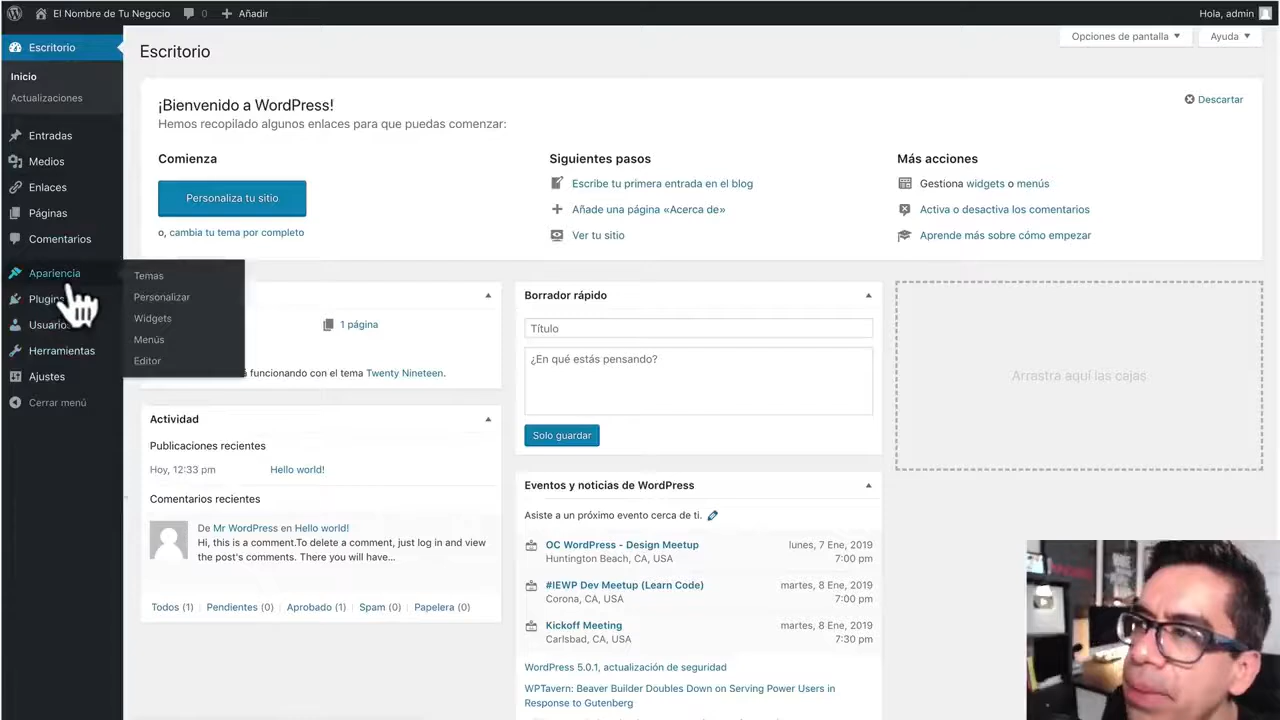 El Nombre de Tu Negocio 0 Añadir Hola, admin
Opciones de pantalla Ayuda
Escritorio
Inicio
Actualizaciones
Entradas
Medios
Enlaces
Páginas
Comentarios
Apariencia
Plugins
Usuarios
Herramientas
Ajustes
Cerrar menú
Temas
Personalizar
Widgets
Menús
Editor
Escritorio
¡Bienvenido a WordPress!
Hemos recopilado algunos enlaces para que puedas comenzar:
Descartar
Comienza
Personaliza tu sitio
o, cambia tu tema por completo
Siguientes pasos
Escribe tu primera entrada en el blog
Añade una página «Acerca de»
Ver tu sitio
Más acciones
Gestiona widgets o menús
Activa o desactiva los comentarios
Aprende más sobre cómo empezar
1 página
á funcionando con el tema Twenty Nineteen.
Actividad
Publicaciones recientes
Hoy, 12:33 pm Hello world!
Comentarios recientes
De Mr WordPress en Hello world!
Hi, this is a comment.To delete a comment, just log in and view
the post's comments. There you will have...
Todos (1) | Pendientes (0) | Aprobado (1) | Spam (0) | Papelera (0)
Borrador rápido
Título
¿En qué estás pensando?
Solo guardar
Eventos y noticias de WordPress
Asiste a un próximo evento cerca de ti.
OC WordPress - Design Meetup lunes, 7 Ene, 2019
Huntington Beach, CA, USA 7:00 pm
#IEWP Dev Meetup (Learn Code) martes, 8 Ene, 2019
Corona, CA, USA 7:00 pm
Kickoff Meeting martes, 8 Ene, 2019
Carlsbad, CA, USA 7:30 pm
WordPress 5.0.1, actualización de seguridad
WPTavern: Beaver Builder Doubles Down on Serving Power Users in
Response to Gutenberg
Arrastra aquí las cajas